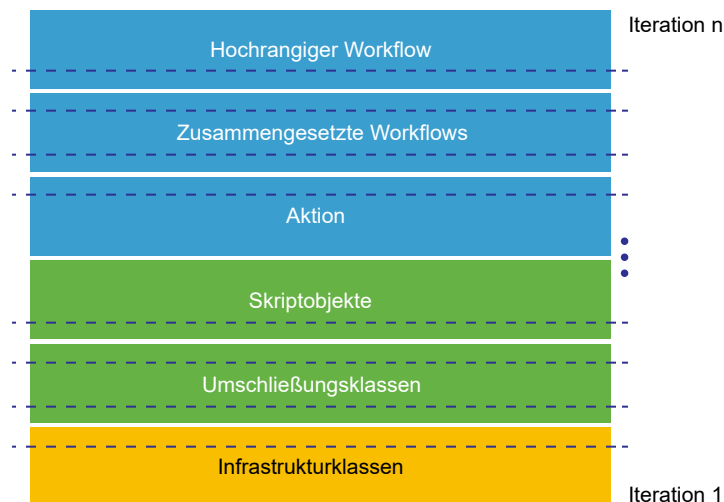 Iteration n
Hochrangiger Workflow
Zusammengesetzte Workflows
Aktion
Skriptobjekte
Umschließungsklassen
Infrastrukturklassen
Iteration 1